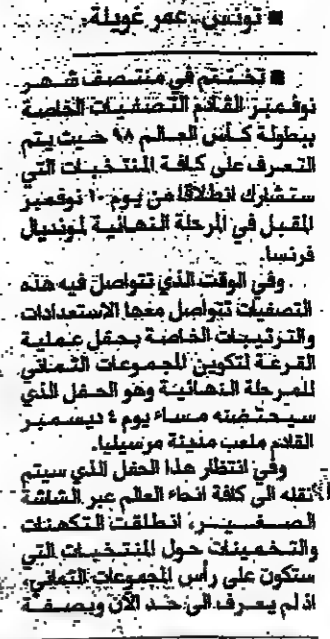 ■ تونس ـ عمر غويلة:
■ تختتم في منتصف شهر
نوفمبر القادم التصفيات الخاصة
ببطولة كأس العالم ٩٨ حيث يتم
التعرف على كافة المنتخبات التي
ستشارك انطلاقا من يوم ١٠ نوفمبر
المقبل في المرحلة النهائية لمونديال
فرنسا.
وفي الوقت الذي تتواصل فيه هذه
التصفيات تتواصل معها الاستعدادات
والترتيبات الخاصة بحفل عملية
القرعة لتكوين المجموعات الثماني
للمرحلة النهائية وهو الحفل الذي
سيحتضنه مساء يوم ٤ ديسمبر
القادم ملعب مدينة مرسيليا.
وفي انتظار هذا الحفل الذي سيتم
نقله الى كافة انحاء العالم عبر الشاشة
الصغيرة، انطلقت التكهنات
والتخمينات حول المنتخبات التي
ستكون على رأس المجموعات الثماني،
اذ لم يعرف الى حد الآن وبصفة